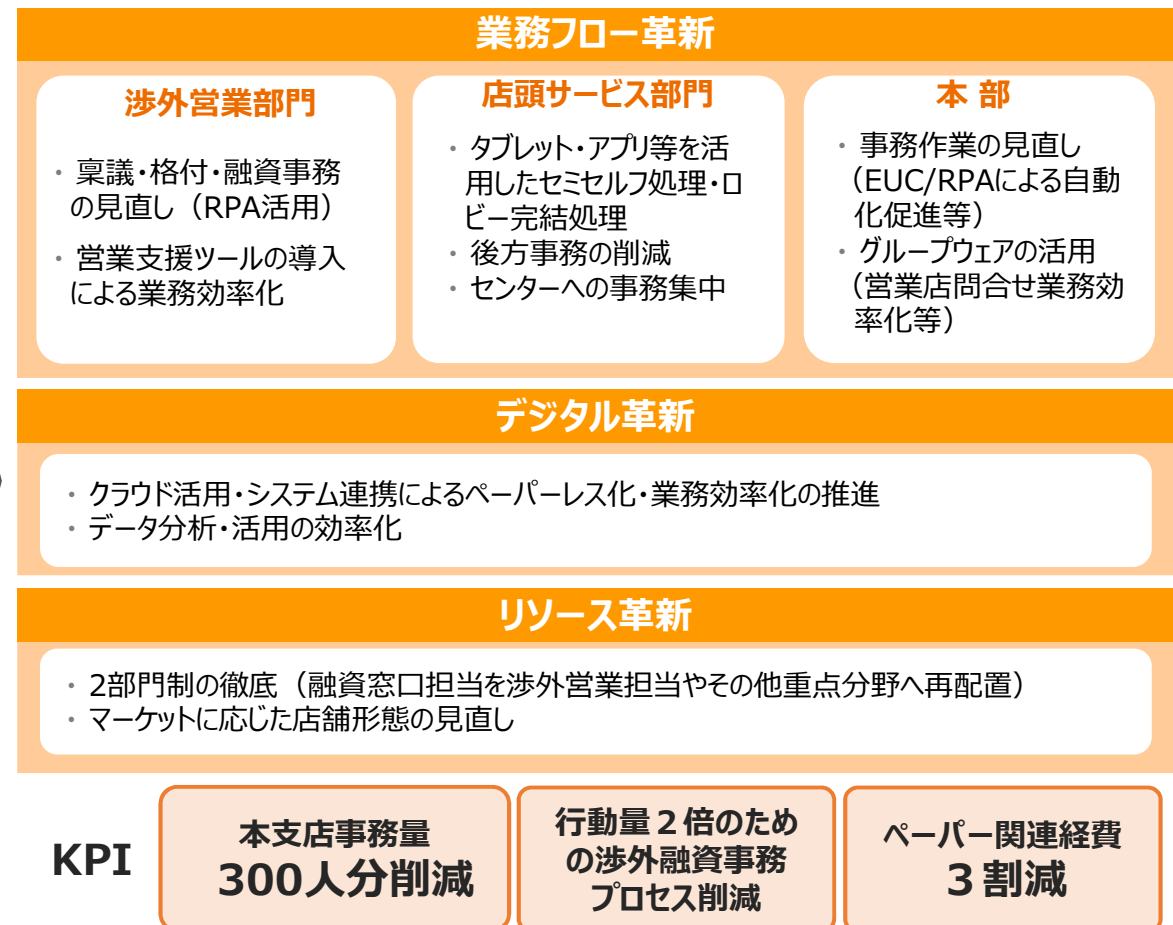 業務フロー革新
渉外営業部門
・ 稟議・格付・融資事務
の見直し（RPA活用）
・ 営業支援ツールの導入
による業務効率化
店頭サービス部門
・ タブレット・アプリ等を活
用したセミセルフ処理・ロ
ビー完結処理
・ 後方事務の削減
・ センターへの事務集中
本 部
・ 事務作業の見直し
（EUC/RPAによる自動
化促進等）
・ グループウェアの活用
（営業店問合せ業務効
率化等）
デジタル革新
・ クラウド活用・システム連携によるペーパーレス化・業務効率化の推進
・ データ分析・活用の効率化
リソース革新
・ 2部門制の徹底（融資窓口担当を渉外営業担当やその他重点分野へ再配置）
・ マーケットに応じた店舗形態の見直し
KPI
本支店事務量
300人分削減
行動量２倍のため
の渉外融資事務
プロセス削減
ペーパー関連経費
３割減